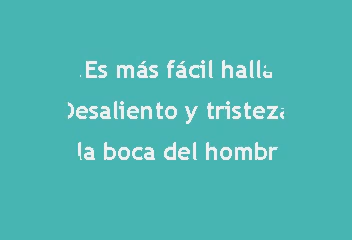 .Es más fácil halla
Desaliento y tristeza
la boca del hombr